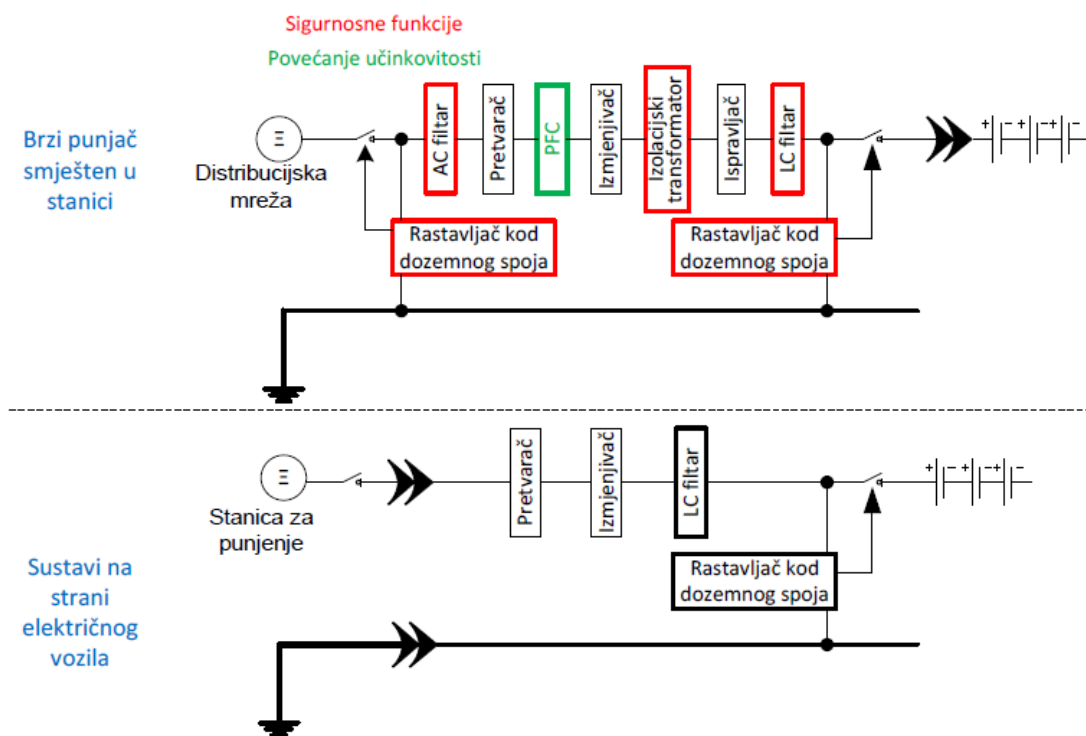 Sigurnosne funkcije
Povećanje učinkovitosti
Brzi punjač
smješten u
stanici
Ξ
Distribucijska
mreža
AC filtar
Pretvarač
PFC
Izmjenjivač
Izolacijski
transformator
Ispravljač
LC filtar
+ - + - + -
Rastavljač kod
dozemnog spoja
Rastavljač kod
dozemnog spoja
Ξ
Stanica za
punjenje
Pretvarač
Izmjenjivač
LC filtar
+ - + - + -
Rastavljač kod
dozemnog spoja
Sustavi na
strani
električnog
vozila